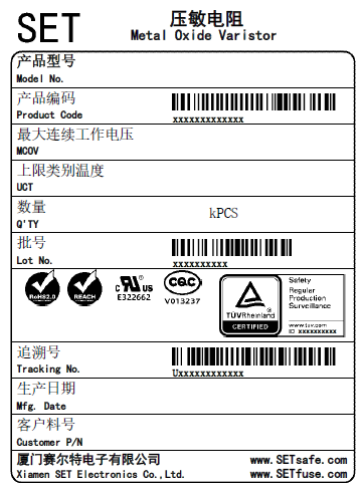 SET
压敏电阻
Metal Oxide Varistor
产品型号
Model No.
产品编码
Product Code
xxxxxxxxxxxxx
最大连续工作电压
MCOV
上限类别温度
UCT
数量
Q'TY
kPCS
批号
Lot No.
xxxxxxxxxx
RoHS2.0
REACH
c RU us
E322662
CQC
V013237
TÜVRheinland
CERTIFIED
Safety
Regular
Production
Surveillance
www.tuv.com
ID xxxxxxxxxx
追溯号
Tracking No.
Uxxxxxxxxxxxx
生产日期
Mfg. Date
客户料号
Customer P/N
厦门赛尔特电子有限公司
www.SETsafe.com
Xiamen SET Electronics Co.,Ltd.
www.SETfuse.com